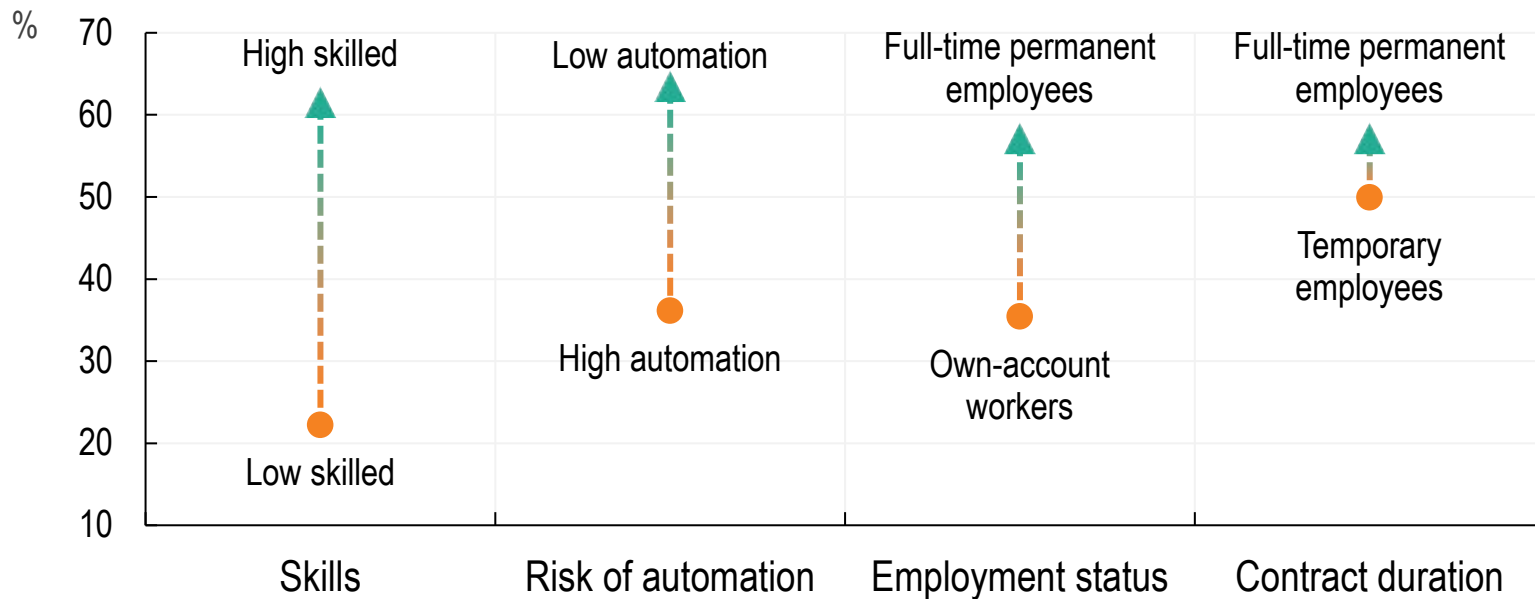 %
70
60
50
40
30
20
10
High skilled
Low skilled
Low automation
High automation
Full-time permanent
employees
Own-account
workers
Full-time permanent
employees
Temporary
employees
Skills
Risk of automation
Employment status
Contract duration